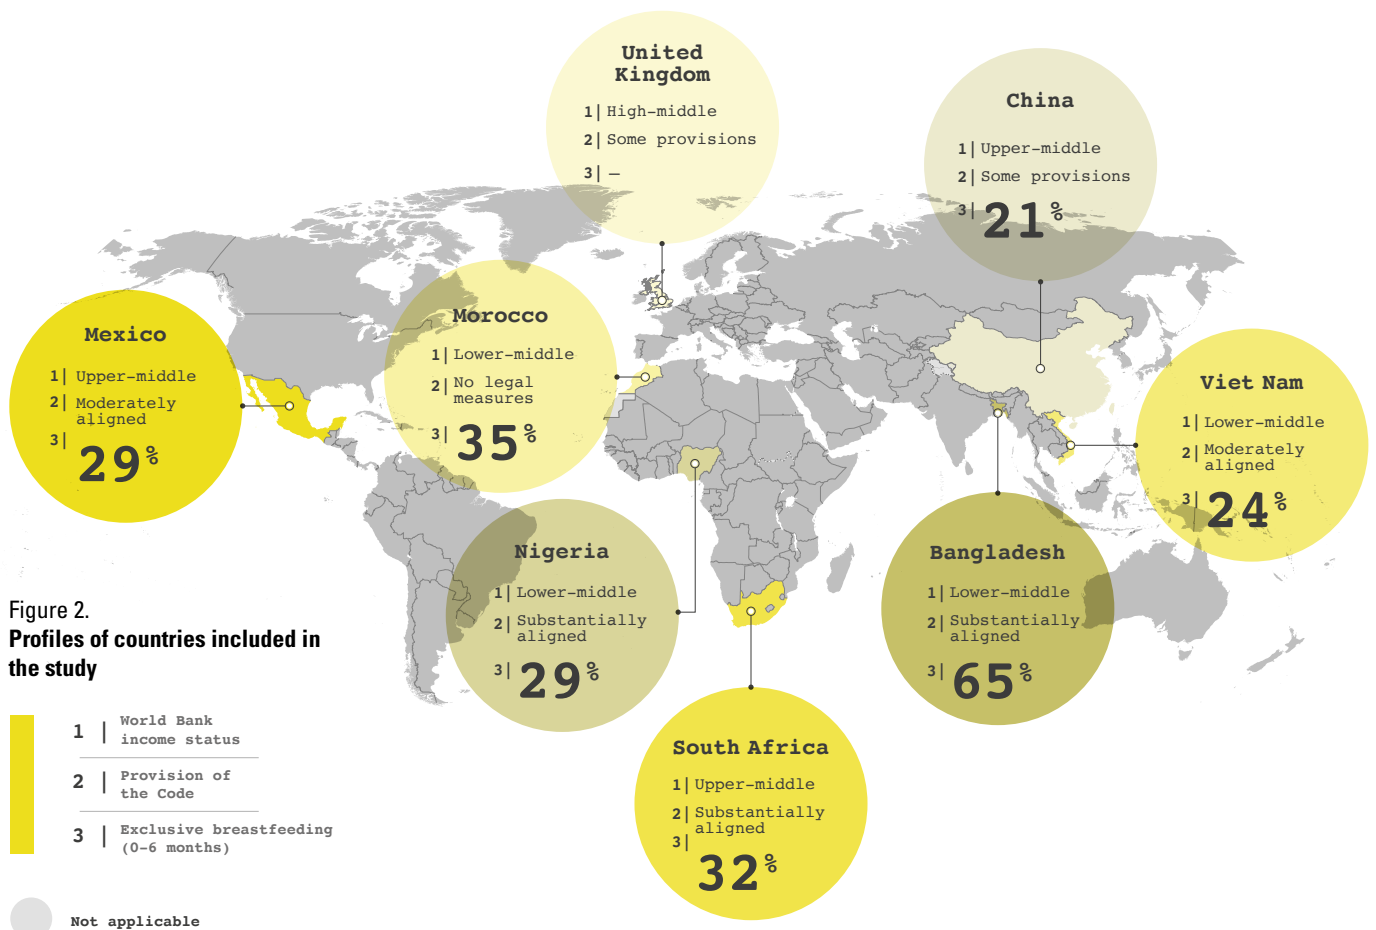 United
Kingdom
1| High-middle
2| Some provisions
3| —
China
1| Upper-middle
2| Some provisions
3| 21%
Mexico
1| Upper-middle
2| Moderately
aligned
3|
29%
Morocco
1| Lower-middle
2| No legal
measures
3| 35%
Viet Nam
1| Lower-middle
2| Moderately
aligned
3| 24%
Nigeria
1| Lower-middle
2| Substantially
aligned
3| 29%
Bangladesh
1| Lower-middle
2| Substantially
aligned
3| 65%
South Africa
1| Upper-middle
2| Substantially
aligned
3|
32%
Figure 2.
Profiles of countries included in
the study
1 | World Bank
income status
2 | Provision of
the Code
3 | Exclusive breastfeeding
(0-6 months)
Not applicable